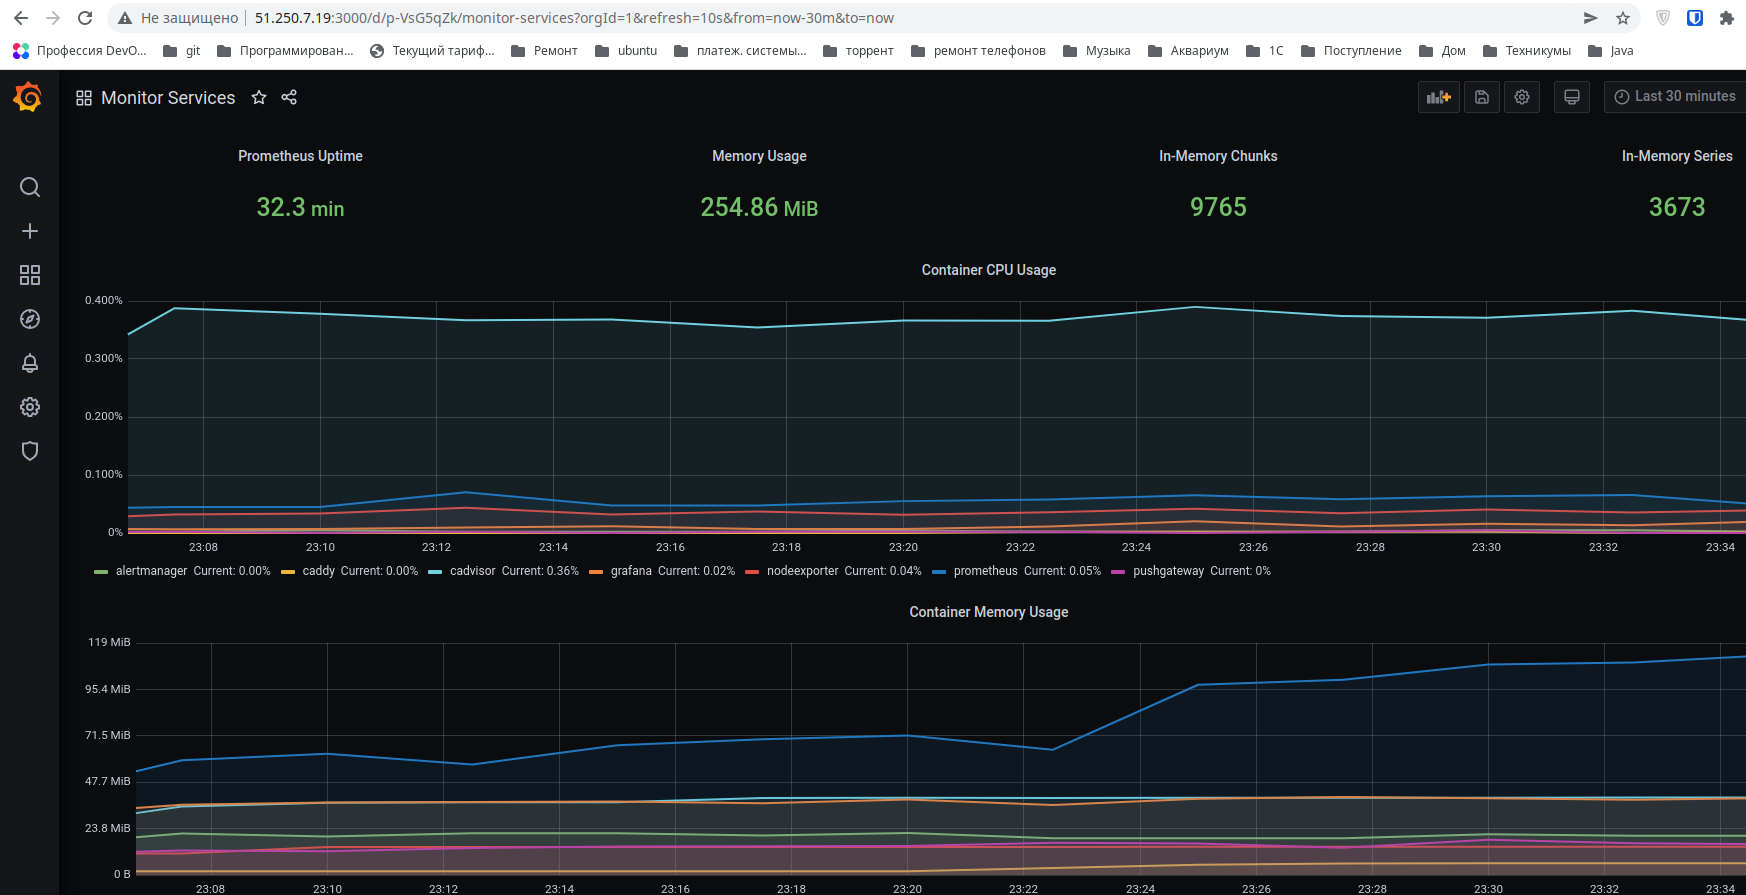 Не защищено 51.250.7.19:3000/d/p-VsG5qZk/monitor-services?orgId=1&refresh=10s&from=now-30m&to=now
Профессия DevO... git Программирован... Текущий тариф... Ремонт ubuntu платеж. системы... торрент ремонт телефонов Музыка Аквариум 1С Поступление Дом Техникумы Java
Monitor Services Last 30 minutes
Prometheus Uptime Memory Usage In-Memory Chunks In-Memory Series
32.3 min 254.86 MiB 9765 3673
Container CPU Usage
0.400%
0.300%
0.200%
0.100%
0%
23:08 23:10 23:12 23:14 23:16 23:18 23:20 23:22 23:24 23:26 23:28 23:30 23:32 23:34
alertmanager Current: 0.00% caddy Current: 0.00% cadvisor Current: 0.36% grafana Current: 0.02% nodeexporter Current: 0.04% prometheus Current: 0.05% pushgateway Current: 0%
Container Memory Usage
119 MiB
95.4 MiB
71.5 MiB
47.7 MiB
23.8 MiB
0 B
23:08 23:10 23:12 23:14 23:16 23:18 23:20 23:22 23:24 23:26 23:28 23:30 23:32 23:34